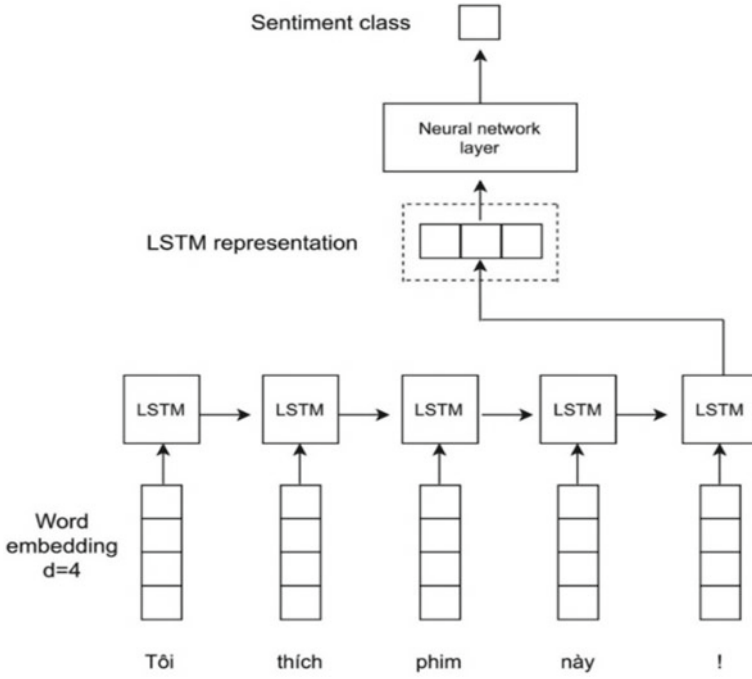 Sentiment class
Neural network
layer
LSTM representation
LSTM
LSTM
LSTM
LSTM
LSTM
Word
embedding
d=4
Tôi
thích
phim
này
!